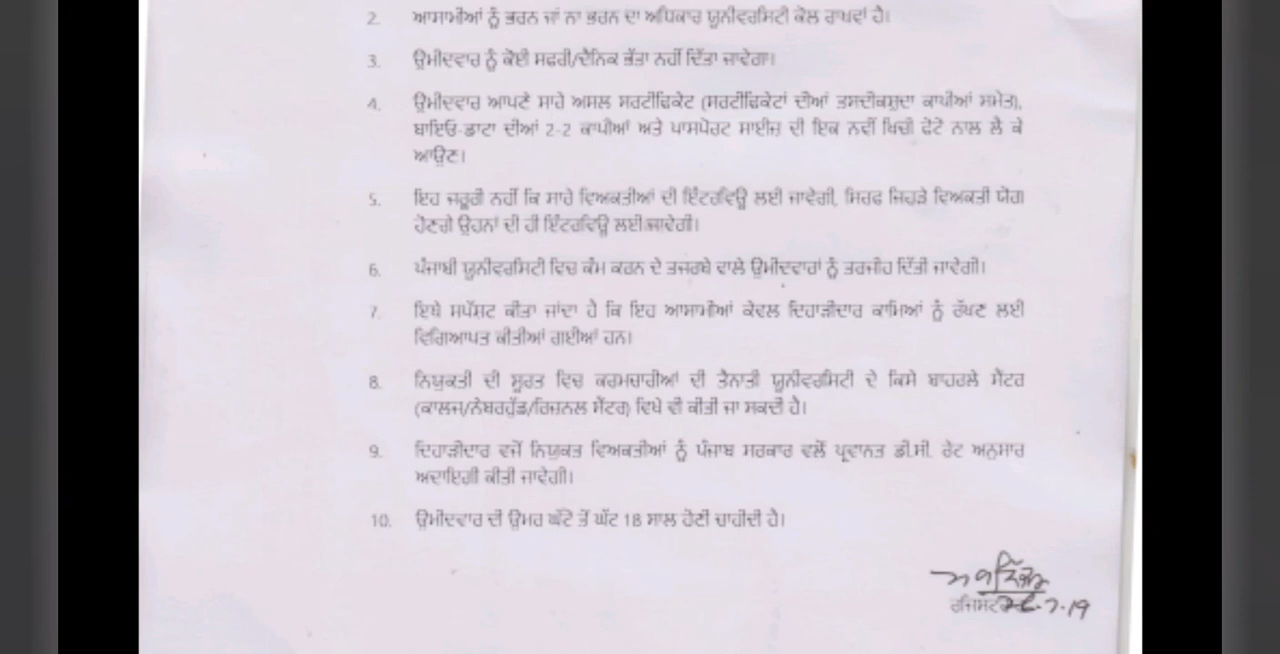 2. ਆਸਾਮੀਆਂ ਨੂੰ ਭਰਨ ਜਾਂ ਨਾ ਭਰਨ ਦਾ ਅਧਿਕਾਰ ਯੂਨੀਵਰਸਿਟੀ ਕੋਲ ਰਾਖਵਾਂ ਹੈ।
3. ਉਮੀਦਵਾਰ ਨੂੰ ਕੋਈ ਸਫਰੀ/ਦੈਨਿਕ ਭੱਤਾ ਨਹੀਂ ਦਿੱਤਾ ਜਾਵੇਗਾ।
4. ਉਮੀਦਵਾਰ ਆਪਣੇ ਸਾਰੇ ਅਸਲ ਸਰਟੀਫਿਕੇਟ (ਸਰਟੀਫਿਕੇਟਾਂ ਦੀਆਂ ਤਸਦੀਕਸ਼ੁਦਾ ਕਾਪੀਆਂ ਸਮੇਤ),
ਬਾਇਓ-ਡਾਟਾ ਦੀਆਂ 2-2 ਕਾਪੀਆਂ ਅਤੇ ਪਾਸਪੋਰਟ ਸਾਈਜ਼ ਦੀ ਇਕ ਨਵੀਂ ਖਿਚੀ ਫੋਟੋ ਨਾਲ ਲੈ ਕੇ
ਆਉਣ।
5. ਇਹ ਜ਼ਰੂਰੀ ਨਹੀਂ ਕਿ ਸਾਰੇ ਵਿਅਕਤੀਆਂ ਦੀ ਇੰਟਰਵਿਊ ਲਈ ਜਾਵੇਗੀ, ਸਿਰਫ ਜਿਹੜੇ ਵਿਅਕਤੀ ਯੋਗ
ਹੋਣਗੇ ਉਹਨਾਂ ਦੀ ਹੀ ਇੰਟਰਵਿਊ ਲਈ ਜਾਵੇਗੀ।
6. ਪੰਜਾਬੀ ਯੂਨੀਵਰਸਿਟੀ ਵਿਚ ਕੰਮ ਕਰਨ ਦੇ ਤਜਰਬੇ ਵਾਲੇ ਉਮੀਦਵਾਰਾਂ ਨੂੰ ਤਰਜੀਹ ਦਿੱਤੀ ਜਾਵੇਗੀ।
7. ਇਥੇ ਸਪੱਸ਼ਟ ਕੀਤਾ ਜਾਂਦਾ ਹੈ ਕਿ ਇਹ ਆਸਾਮੀਆਂ ਕੇਵਲ ਦਿਹਾੜੀਦਾਰ ਕਾਮਿਆਂ ਨੂੰ ਰੱਖਣ ਲਈ
ਵਿਗਿਆਪਤ ਕੀਤੀਆਂ ਗਈਆਂ ਹਨ।
8. ਨਿਯੁਕਤੀ ਦੀ ਸੂਰਤ ਵਿਚ ਕਰਮਚਾਰੀਆਂ ਦੀ ਤੈਨਾਤੀ ਯੂਨੀਵਰਸਿਟੀ ਦੇ ਕਿਸੇ ਬਾਹਰਲੇ ਸੈਂਟਰ
(ਕਾਲਜ/ਨੇਬਰਹੁੱਡ/ਰਿਜਨਲ ਸੈਂਟਰ) ਵਿਖੇ ਵੀ ਕੀਤੀ ਜਾ ਸਕਦੀ ਹੈ।
9. ਦਿਹਾੜੀਦਾਰ ਵਜੋਂ ਨਿਯੁਕਤ ਵਿਅਕਤੀਆਂ ਨੂੰ ਪੰਜਾਬ ਸਰਕਾਰ ਵਲੋਂ ਪ੍ਰਵਾਨਤ ਡੀ.ਸੀ. ਰੇਟ ਅਨੁਸਾਰ
ਅਦਾਇਗੀ ਕੀਤੀ ਜਾਵੇਗੀ।
10. ਉਮੀਦਵਾਰ ਦੀ ਉਮਰ ਘੱਟੋ ਤੋਂ ਘੱਟ 18 ਸਾਲ ਹੋਣੀ ਚਾਹੀਦੀ ਹੈ।